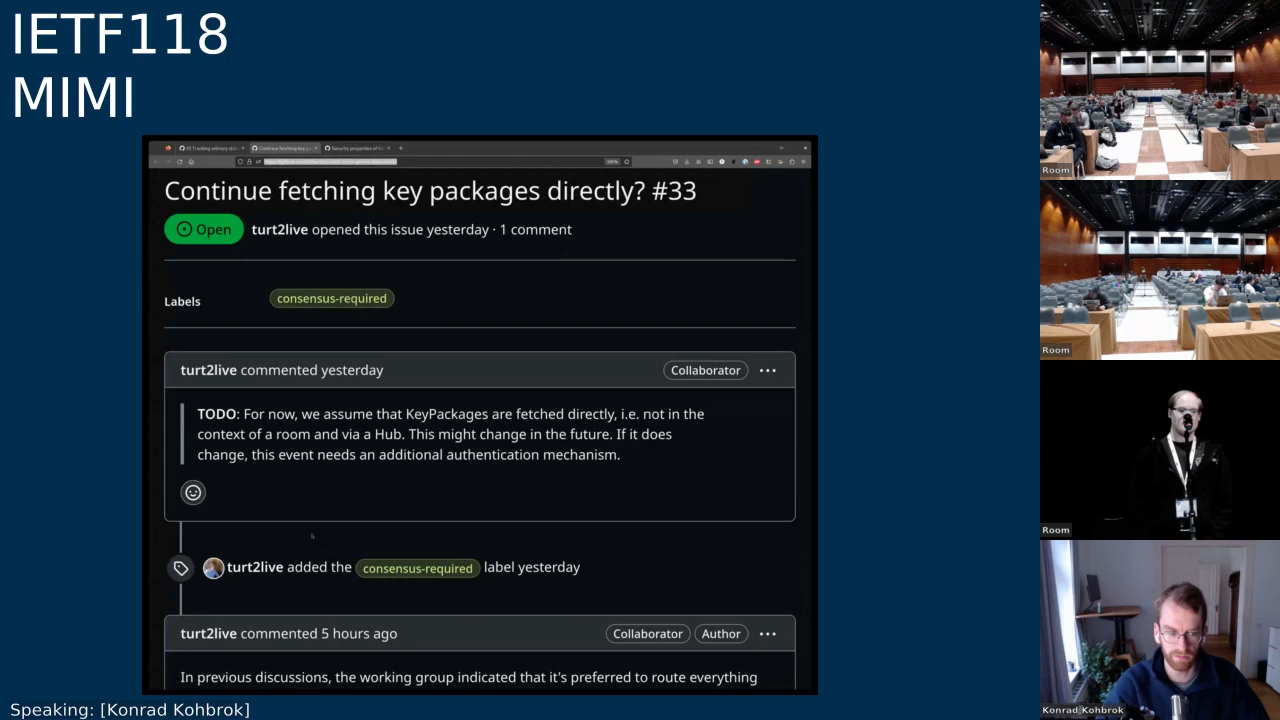 IETF118
MIMI
Continue fetching key packages directly? #33
Open
turt2live opened this issue yesterday · 1 comment
Labels
consensus-required
turt2live commented yesterday
Collaborator
TODO: For now, we assume that KeyPackages are fetched directly, i.e. not in the
context of a room and via a Hub. This might change in the future. If it does
change, this event needs an additional authentication mechanism.
turt2live added the consensus-required label yesterday
turt2live commented 5 hours ago
Collaborator
Author
In previous discussions, the working group indicated that it's preferred to route everything
Speaking: [Konrad Kohbrok]
Room
Room
Room
Konrad Kohbrok